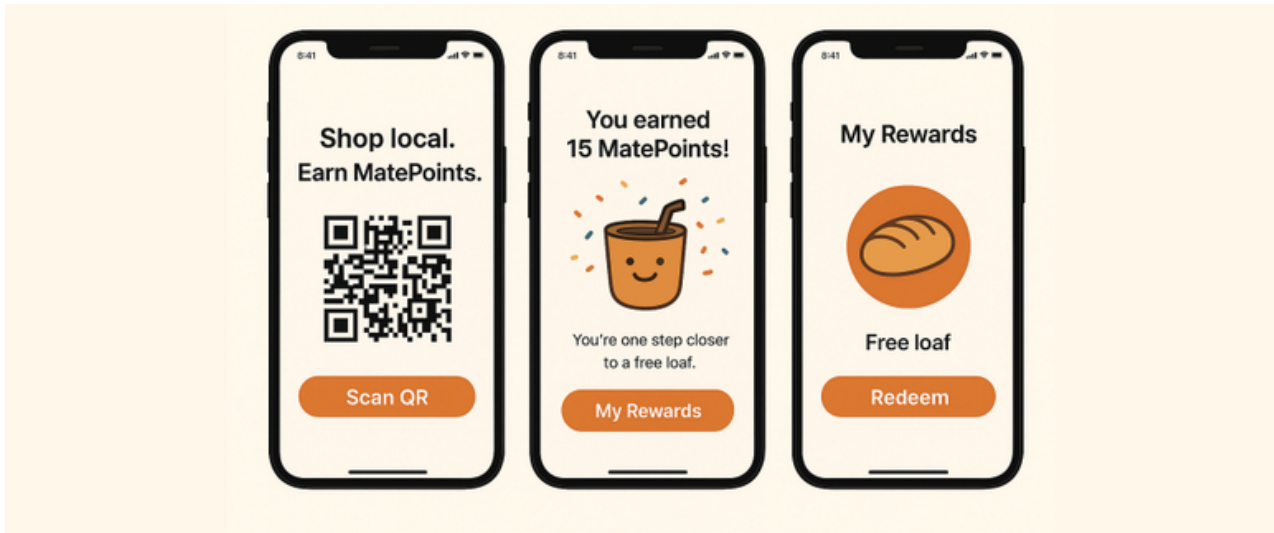 8:41
Shop local.
Earn MatePoints.
Scan QR
8:41
You earned
15 MatePoints!
You're one step closer
to a free loaf.
My Rewards
8:41
My Rewards
Free loaf
Redeem